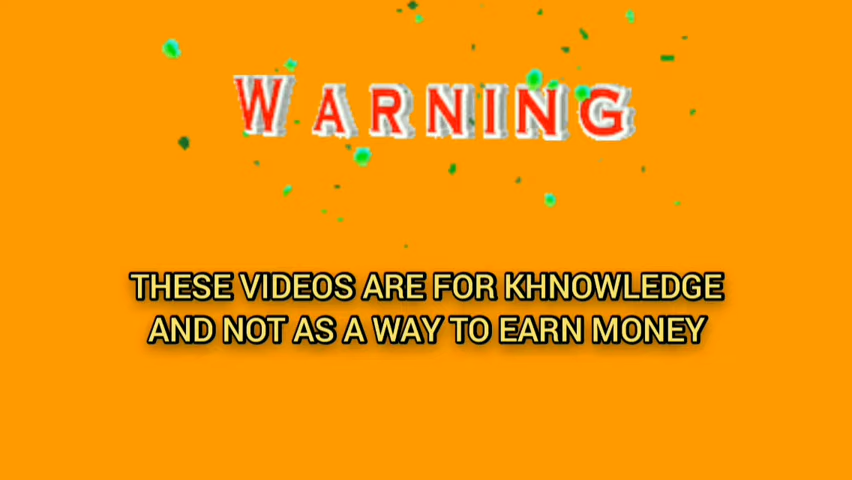 WARNING
THESE VIDEOS ARE FOR KHNOWLEDGE
AND NOT AS A WAY TO EARN MONEY